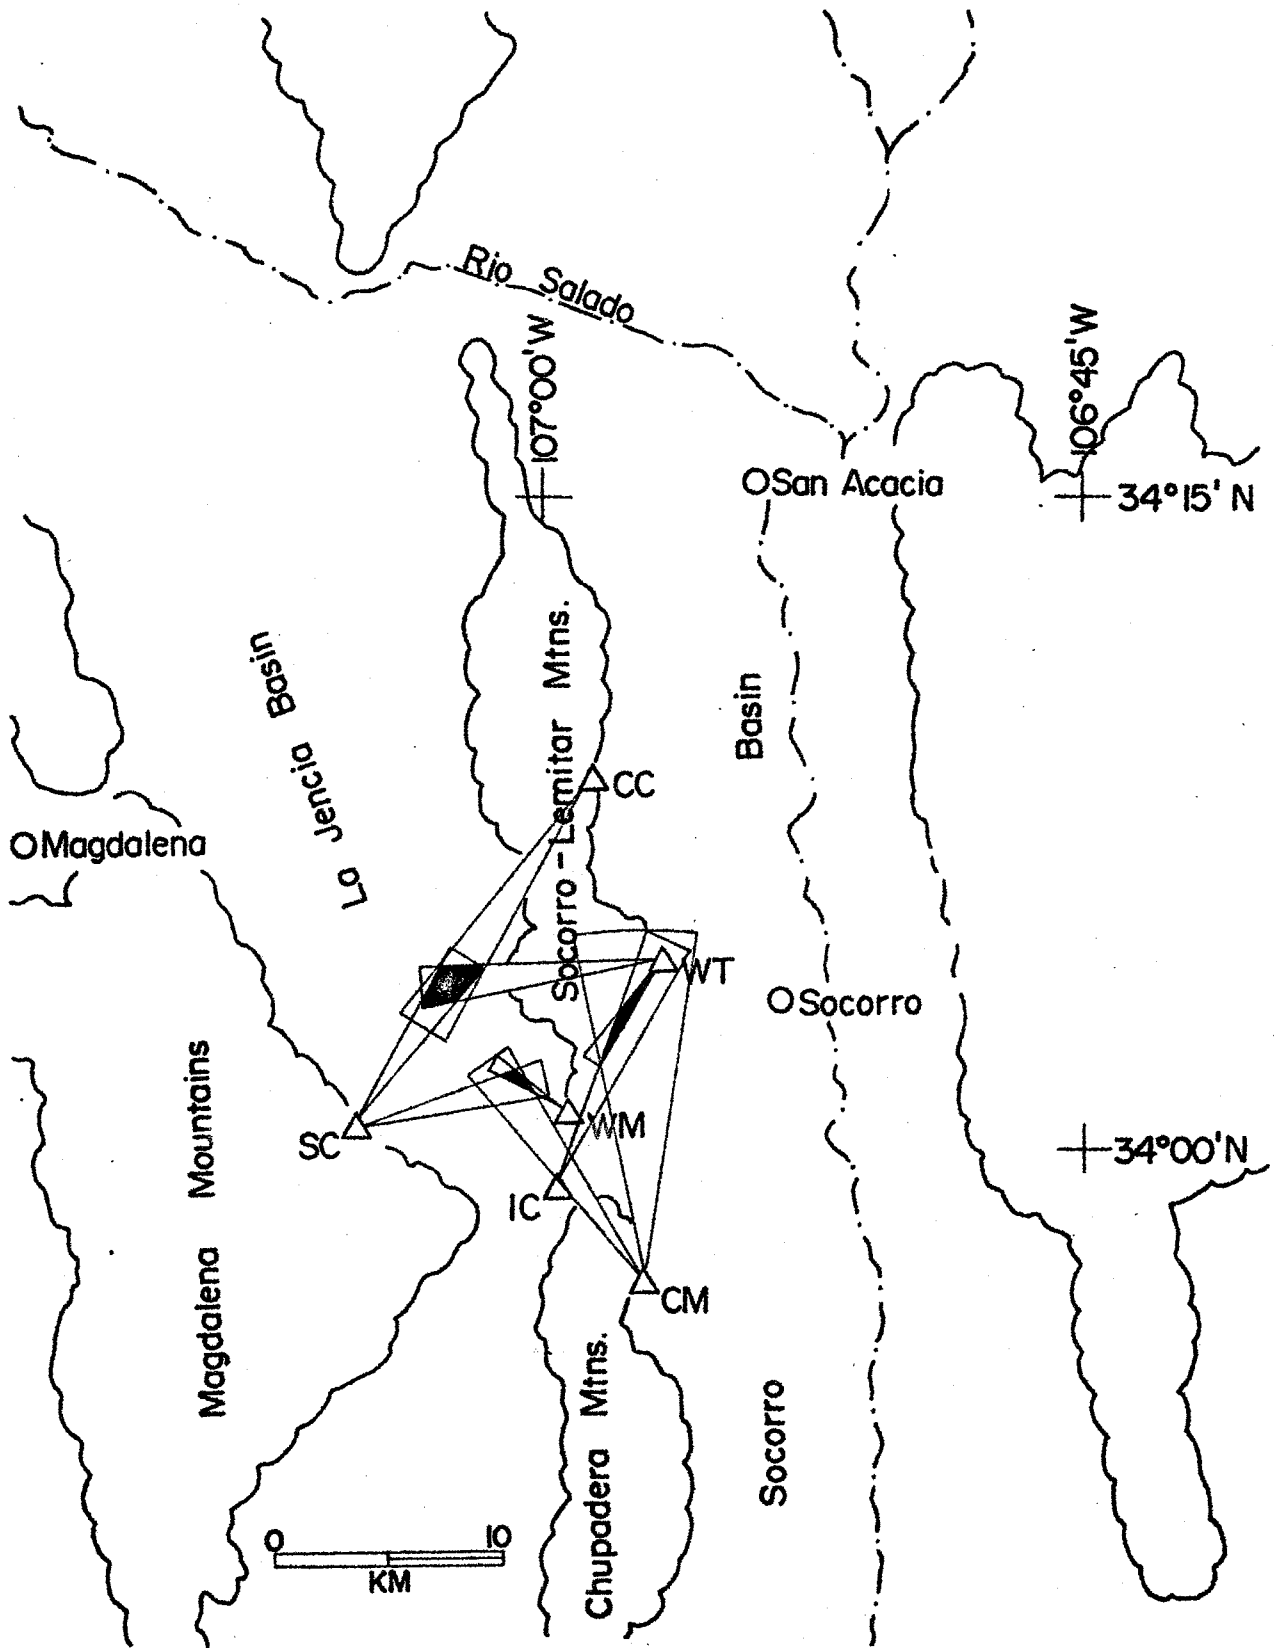 Rio Salado
107°00'W
106°45'W
San Acacia
34°15' N
La Jencia Basin
Socorro-Lemitar Mtns.
Basin
CC
Magdalena
WT
Socorro
Magdalena Mountains
SC
WM
34°00'N
IC
CM
Chupadera Mtns.
Socorro
0 10
KM